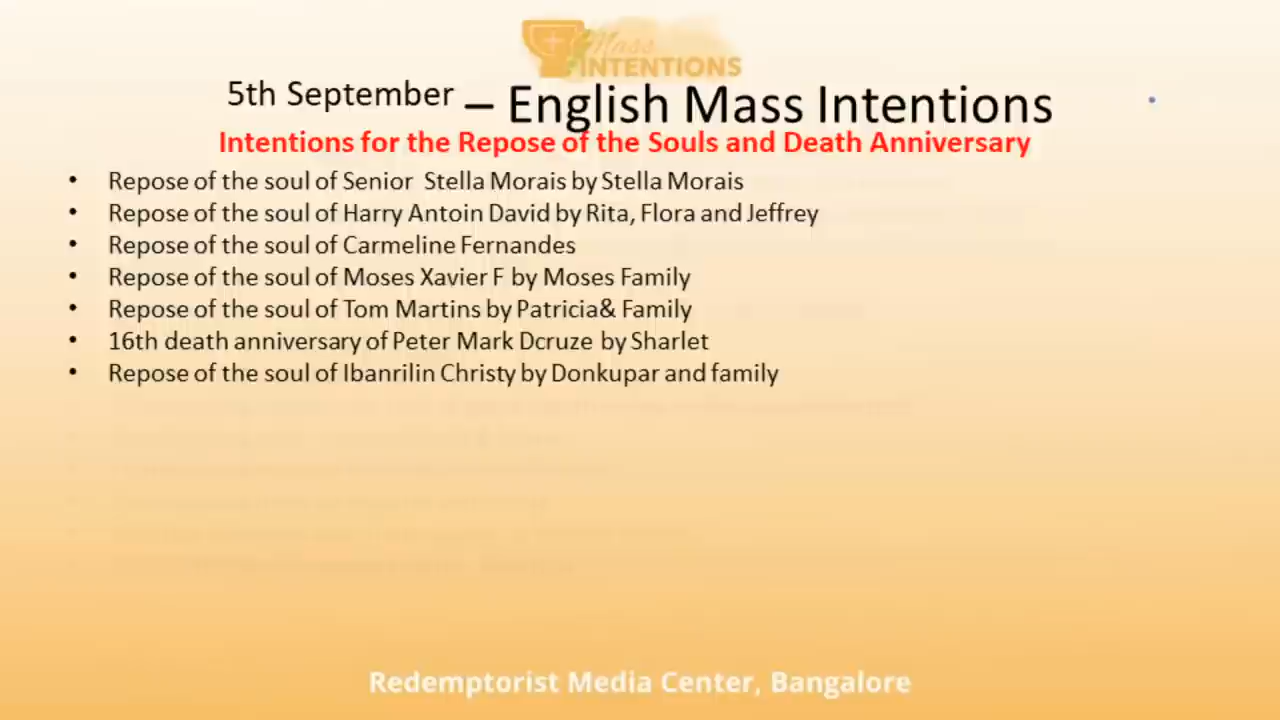 Mass
INTENTIONS
5th September – English Mass Intentions
Intentions for the Repose of the Souls and Death Anniversary
• Repose of the soul of Senior  Stella Morais by Stella Morais
• Repose of the soul of Harry Antoin David by Rita, Flora and Jeffrey
• Repose of the soul of Carmeline Fernandes
• Repose of the soul of Moses Xavier F by Moses Family
• Repose of the soul of Tom Martins by Patricia& Family
• 16th death anniversary of Peter Mark Dcruze  by Sharlet
• Repose of the soul of Ibanrilin Christy by Donkupar and family
Redemptorist Media Center, Bangalore